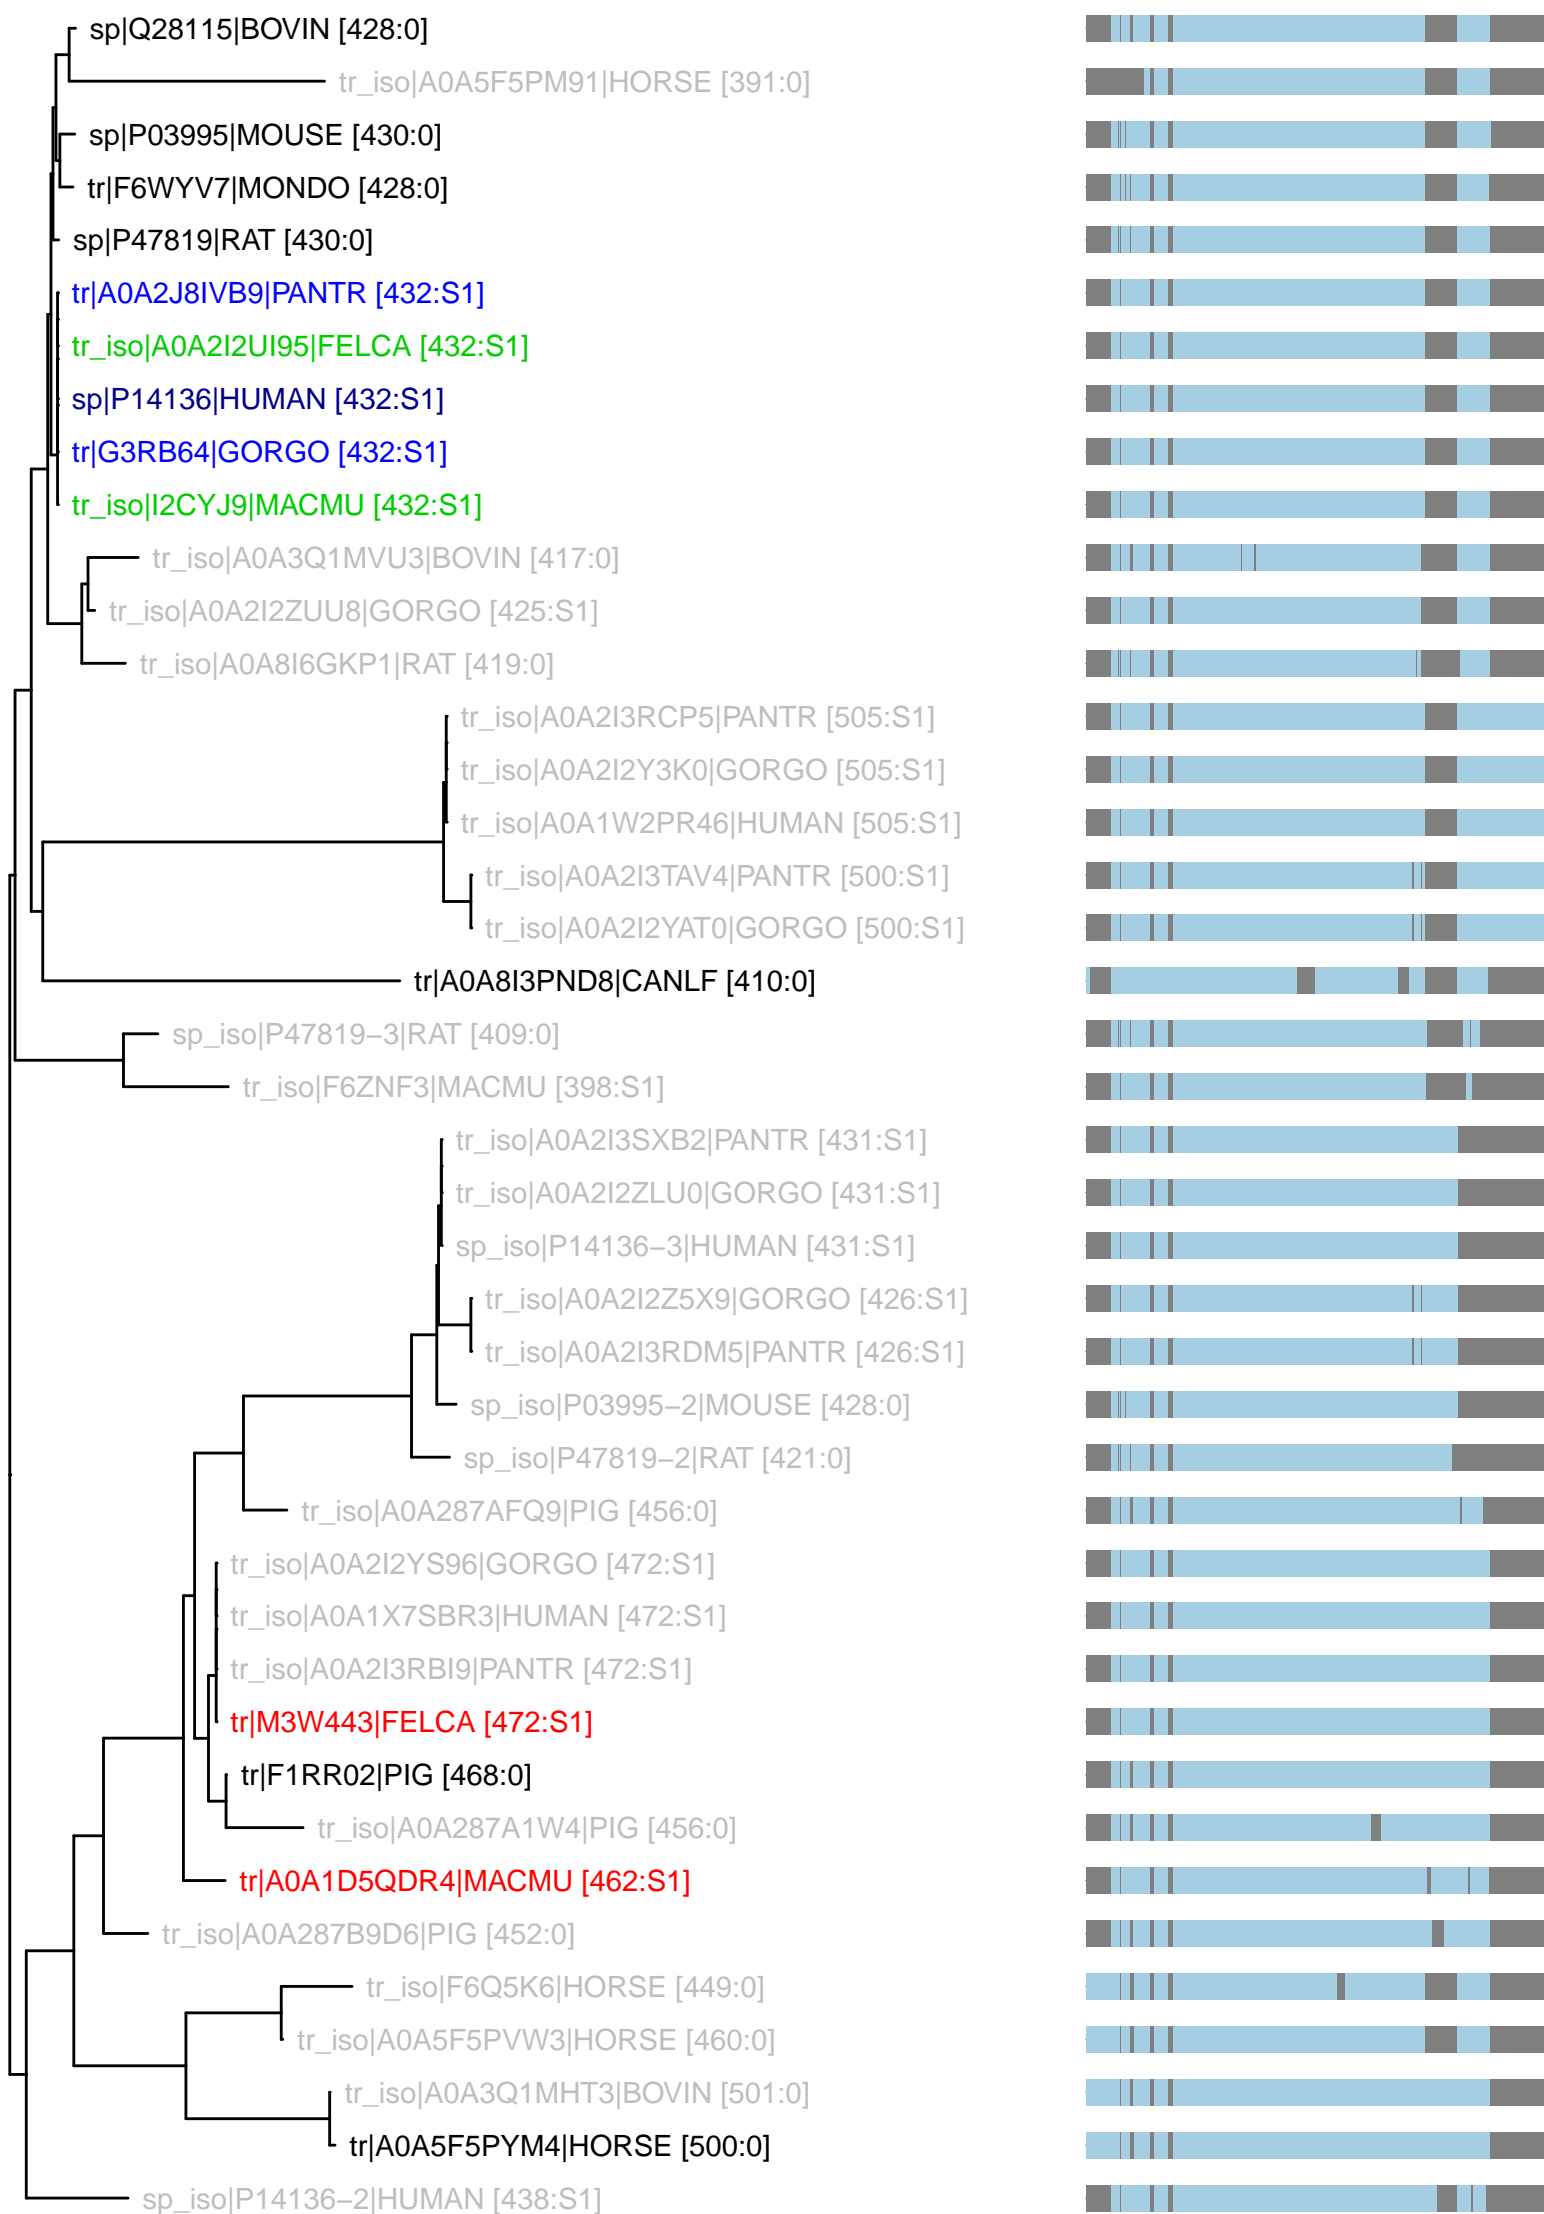 sp|Q28115|BOVIN [428:0]
tr_iso|A0A5F5PM91|HORSE [391:0]
sp|P03995|MOUSE [430:0]
tr|F6WYV7|MONDO [428:0]
sp|P47819|RAT [430:0]
tr|A0A2J8IVB9|PANTR [432:S1]
tr_iso|A0A2I2UI95|FELCA [432:S1]
sp|P14136|HUMAN [432:S1]
tr|G3RB64|GORGO [432:S1]
tr_iso|I2CYJ9|MACMU [432:S1]
tr_iso|A0A3Q1MVU3|BOVIN [417:0]
tr_iso|A0A2I2ZUU8|GORGO [425:S1]
tr_iso|A0A8I6GKP1|RAT [419:0]
tr_iso|A0A2I3RCP5|PANTR [505:S1]
tr_iso|A0A2I2Y3K0|GORGO [505:S1]
tr_iso|A0A1W2PR46|HUMAN [505:S1]
tr_iso|A0A2I3TAV4|PANTR [500:S1]
tr_iso|A0A2I2YAT0|GORGO [500:S1]
tr|A0A8I3PND8|CANLF [410:0]
sp_iso|P47819−3|RAT [409:0]
tr_iso|F6ZNF3|MACMU [398:S1]
tr_iso|A0A2I3SXB2|PANTR [431:S1]
tr_iso|A0A2I2ZLU0|GORGO [431:S1]
sp_iso|P14136−3|HUMAN [431:S1]
tr_iso|A0A2I2Z5X9|GORGO [426:S1]
tr_iso|A0A2I3RDM5|PANTR [426:S1]
sp_iso|P03995−2|MOUSE [428:0]
sp_iso|P47819−2|RAT [421:0]
tr_iso|A0A287AFQ9|PIG [456:0]
tr_iso|A0A2I2YS96|GORGO [472:S1]
tr_iso|A0A1X7SBR3|HUMAN [472:S1]
tr_iso|A0A2I3RBI9|PANTR [472:S1]
tr|M3W443|FELCA [472:S1]
tr|F1RR02|PIG [468:0]
tr_iso|A0A287A1W4|PIG [456:0]
tr|A0A1D5QDR4|MACMU [462:S1]
tr_iso|A0A287B9D6|PIG [452:0]
tr_iso|F6Q5K6|HORSE [449:0]
tr_iso|A0A5F5PVW3|HORSE [460:0]
tr_iso|A0A3Q1MHT3|BOVIN [501:0]
tr|A0A5F5PYM4|HORSE [500:0]
sp_iso|P14136−2|HUMAN [438:S1]